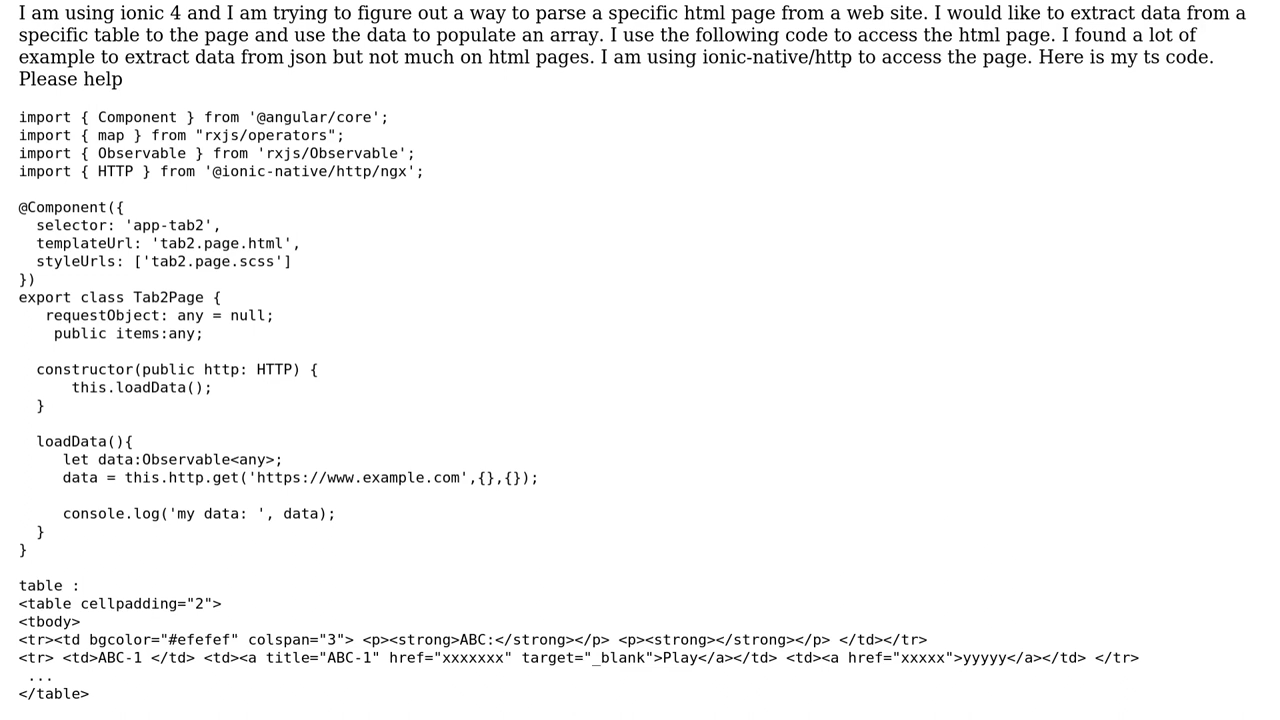 I am using ionic 4 and I am trying to figure out a way to parse a specific html page from a web site. I would like to extract data from a
specific table to the page and use the data to populate an array. I use the following code to access the html page. I found a lot of
example to extract data from json but not much on html pages. I am using ionic-native/http to access the page. Here is my ts code.
Please help
import { Component } from '@angular/core';
import { map } from "rxjs/operators";
import { Observable } from 'rxjs/Observable';
import { HTTP } from '@ionic-native/http/ngx';

@Component({
  selector: 'app-tab2',
  templateUrl: 'tab2.page.html',
  styleUrls: ['tab2.page.scss']
})
export class Tab2Page {
   requestObject: any = null;
    public items:any;

  constructor(public http: HTTP) {
      this.loadData();
  }

  loadData(){
     let data:Observable<any>;
     data = this.http.get('https://www.example.com',{},{});

     console.log('my data: ', data);
  }
}

table :
<table cellpadding="2">
<tbody>
<tr><td bgcolor="#efefef" colspan="3"> <p><strong>ABC:</strong></p> <p><strong></strong></p> </td></tr>
<tr> <td>ABC-1 </td> <td><a title="ABC-1" href="xxxxxxx" target="_blank">Play</a></td> <td><a href="xxxxx">yyyyy</a></td> </tr>
 ...
</table>